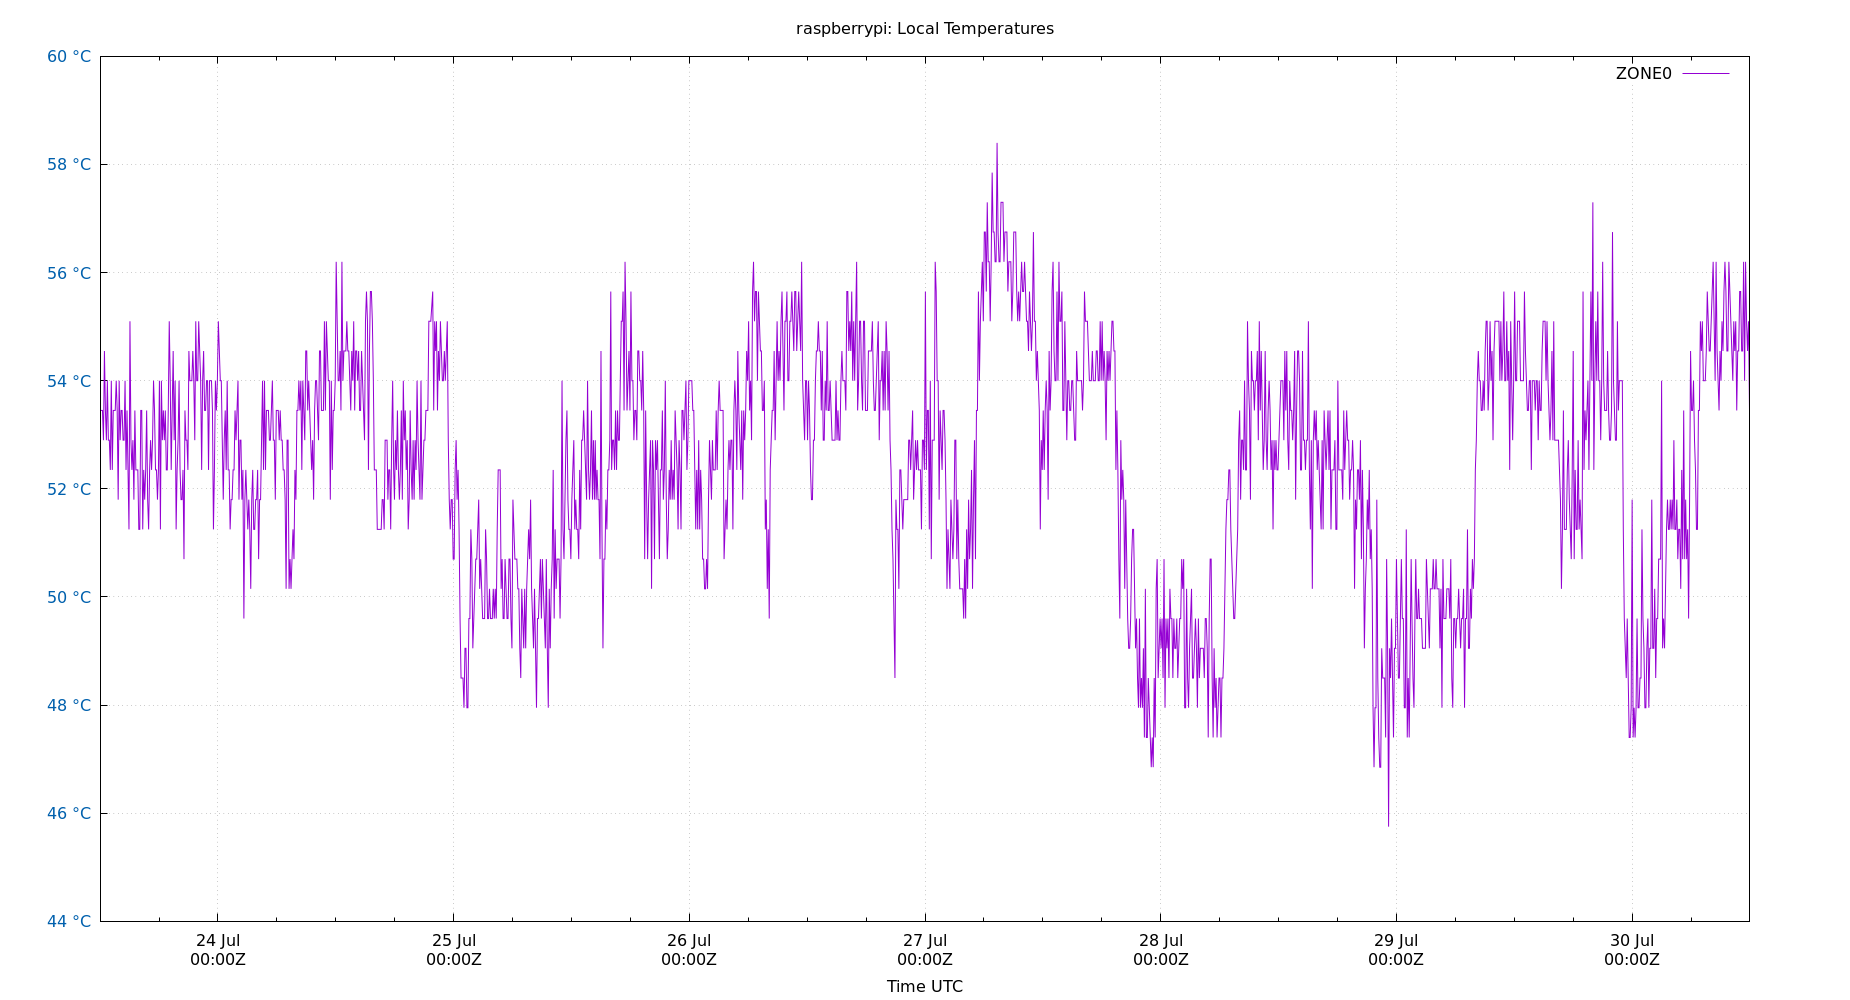 raspberrypi: Local Temperatures
60 °C
ZONE0
58 °C
56 °C
54 °C
52 °C
50 °C
48 °C
46 °C
44 °C
24 Jul 25 Jul 26 Jul 27 Jul 28 Jul 29 Jul 30 Jul
00:00Z 00:00Z 00:00Z 00:00Z 00:00Z 00:00Z 00:00Z
Time UTC